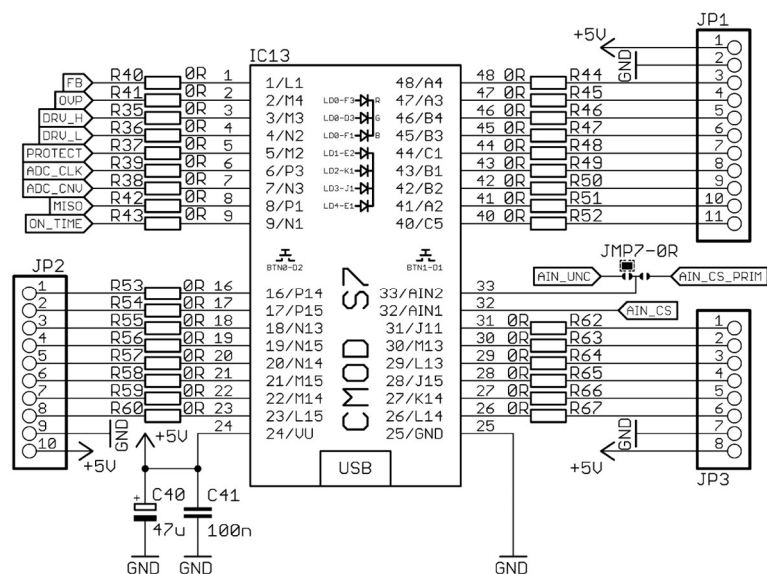 IC13
JP1
+5V
GND
1
2
3
4
5
6
7
8
9
10
11
FB R40 0R 1 1/L1
OVP R41 0R 2 2/M4
DRV_H R35 0R 3 3/M3
DRV_L R36 0R 4 4/N2
PROTECT R37 0R 5 5/M2
ADC_CLK R39 0R 6 6/P3
ADC_CNV R38 0R 7 7/N3
MISO R42 0R 8 8/P1
ON_TIME R43 0R 9 9/N1
LD0-F3 R
LD0-D3 G
LD0-F1 B
LD1-E2
LD2-K1
LD3-J1
LD4-E1
48/A4 48 0R R44
47/A3 47 0R R45
46/B4 46 0R R46
45/B3 45 0R R47
44/C1 44 0R R48
43/B1 43 0R R49
42/B2 42 0R R50
41/A2 41 0R R51
40/C5 40 0R R52
BTN0-D2
BTN1-D1
CMOD S7
JMP7-0R
AIN_UNC
AIN_CS_PRIM
AIN_CS
JP2
1 R53 0R 16 16/P14
2 R54 0R 17 17/P15
3 R55 0R 18 18/N13
4 R56 0R 19 19/N15
5 R57 0R 20 20/N14
6 R58 0R 21 21/M15
7 R59 0R 22 22/M14
8 R60 0R 23 23/L15
9 GND
10 +5V
+5V
24 24/VU
33/AIN2 33
32/AIN1 32
31/J11 31 0R R62 1
30/M13 30 0R R63 2
29/L13 29 0R R64 3
28/J15 28 0R R65 4
27/K14 27 0R R66 5
26/L14 26 0R R67 6
25/GND 25
GND 7
+5V 8
JP3
USB
+
C40
47u
C41
100n
GND
GND
GND